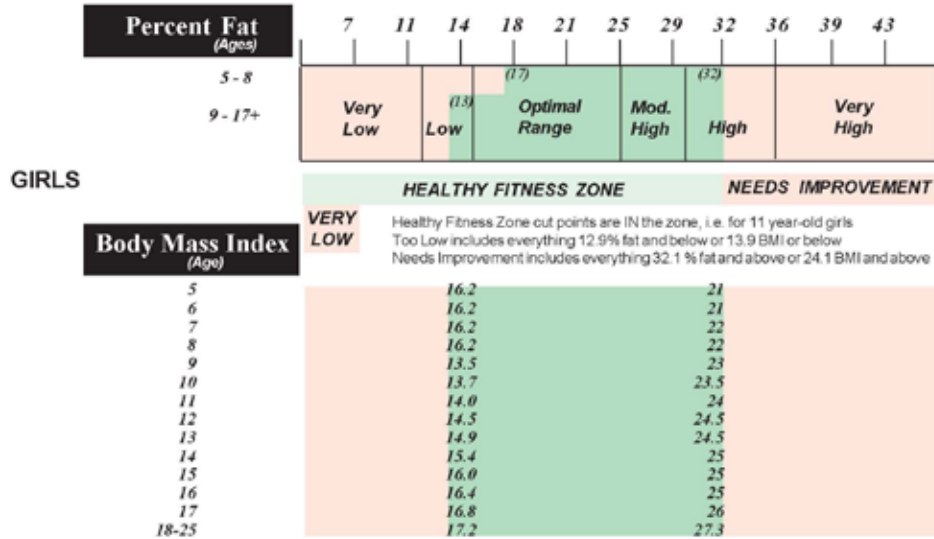 Percent Fat 7 11 14 18 21 25 29 32 36 39 43
(Ages)
5 - 8 (17) (32)
9 - 17+ (13)
Very Low
Low
Optimal Range
Mod. High
High
Very High
GIRLS
HEALTHY FITNESS ZONE NEEDS IMPROVEMENT
VERY LOW
Healthy Fitness Zone cut points are IN the zone, i.e. for 11 year-old girls
Too Low includes everything 12.9% fat and below or 13.9 BMI or below
Needs Improvement includes everything 32.1 % fat and above or 24.1 BMI and above
Body Mass Index
(Age)
5 16.2 21
6 16.2 21
7 16.2 22
8 16.2 22
9 13.5 23
10 13.7 23.5
11 14.0 24
12 14.5 24.5
13 14.9 24.5
14 15.4 25
15 16.0 25
16 16.4 25
17 16.8 26
18-25 17.2 27.3